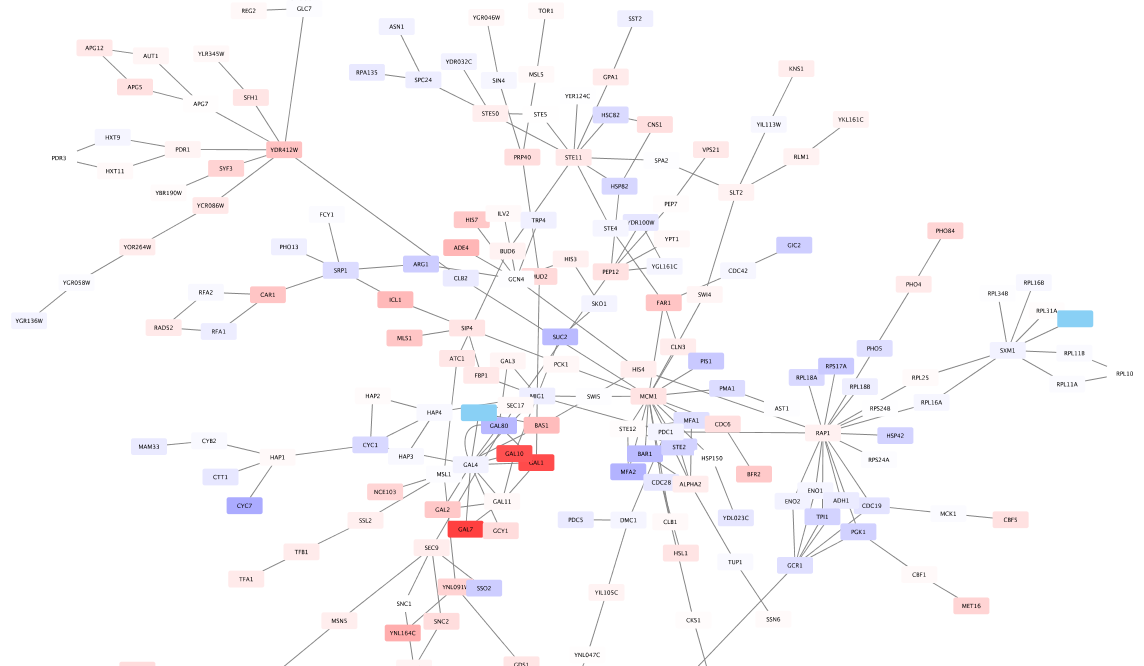 REG2
GLC7
TOR1
YGR046W
SST2
ASN1
APG12
AUT1
YLR345W
YDR032C
RPA135
SPC24
SIN4
MSL5
GPA1
KNS1
APG5
SFH1
APG7
YER124C
STE50
STE5
HSC82
CNS1
YIL113W
YKL161C
HXT9
PDR3
PDR1
YDR412W
HXT11
SYF3
PRP40
STE11
SPA2
VPS21
RLM1
YBR190W
YCR086W
HSP82
SLT2
PEP7
FCY1
HIS7
ILV2
TRP4
STE4
YDR100W
PHO84
YOR264W
PHO13
ADE4
BUD6
HIS3
YPT1
GIC2
SRP1
ARG1
CLB2
GCN4
BUD2
PEP12
YGL161C
CDC42
YGR058W
RFA2
CAR1
ICL1
SKO1
FAR1
SWI4
PHO4
RPL34B
RPL16B
YGR136W
RAD52
RFA1
SIP4
RPL31A
MLS1
SUC2
CLN3
PHO5
SXM1
RPL11B
ATC1
GAL3
PCK1
HIS4
PIS1
RPS17A
FBP1
RPL18A
RPL25
RPL18B
RPL11A
RPL10
HAP2
MIG1
SWI5
MCM1
PMA1
AST1
RPS24B
RPL16A
HAP4
SEC17
GAL80
BAS1
STE12
PDC1
MFA1
CDC6
RAP1
HSP42
MAM33
CYB2
CYC1
HAP1
HAP3
GAL10
GAL4
GAL1
BAR1
STE2
HSP150
RPS24A
CTT1
MSL1
MFA2
CDC28
ALPHA2
BFR2
NCE103
CYC7
GAL2
GAL11
ENO2
ENO1
ADH1
CDC19
MCK1
CBF5
SSL2
GAL7
GCY1
PDC5
DMC1
CLB1
YDL023C
TPI1
PGK1
TFB1
SEC9
HSL1
TUP1
GCR1
TFA1
YNL091W
SSO2
YIL105C
CBF1
SNC1
MET16
MSN5
SNC2
YNL164C
CKS1
SSN6
YNL047C
GDS1